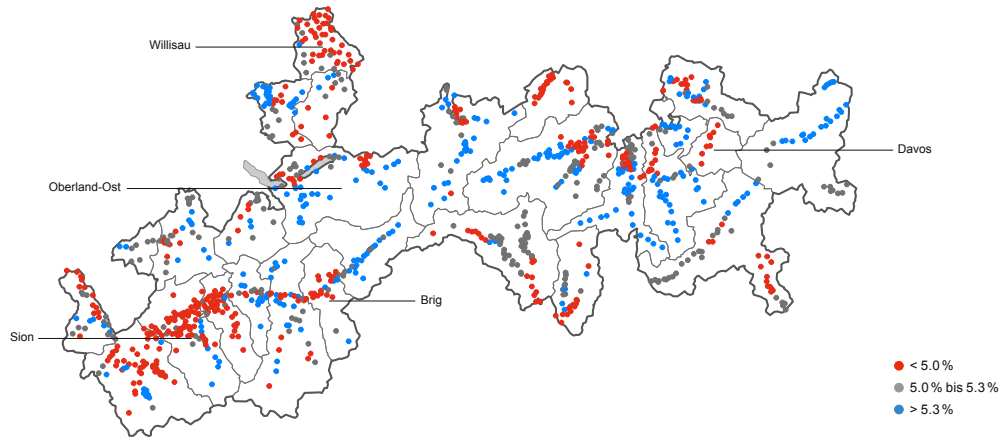 Willisau
Davos
Oberland-Ost
Brig
Sion
< 5.0 %
5.0 % bis 5.3 %
> 5.3 %